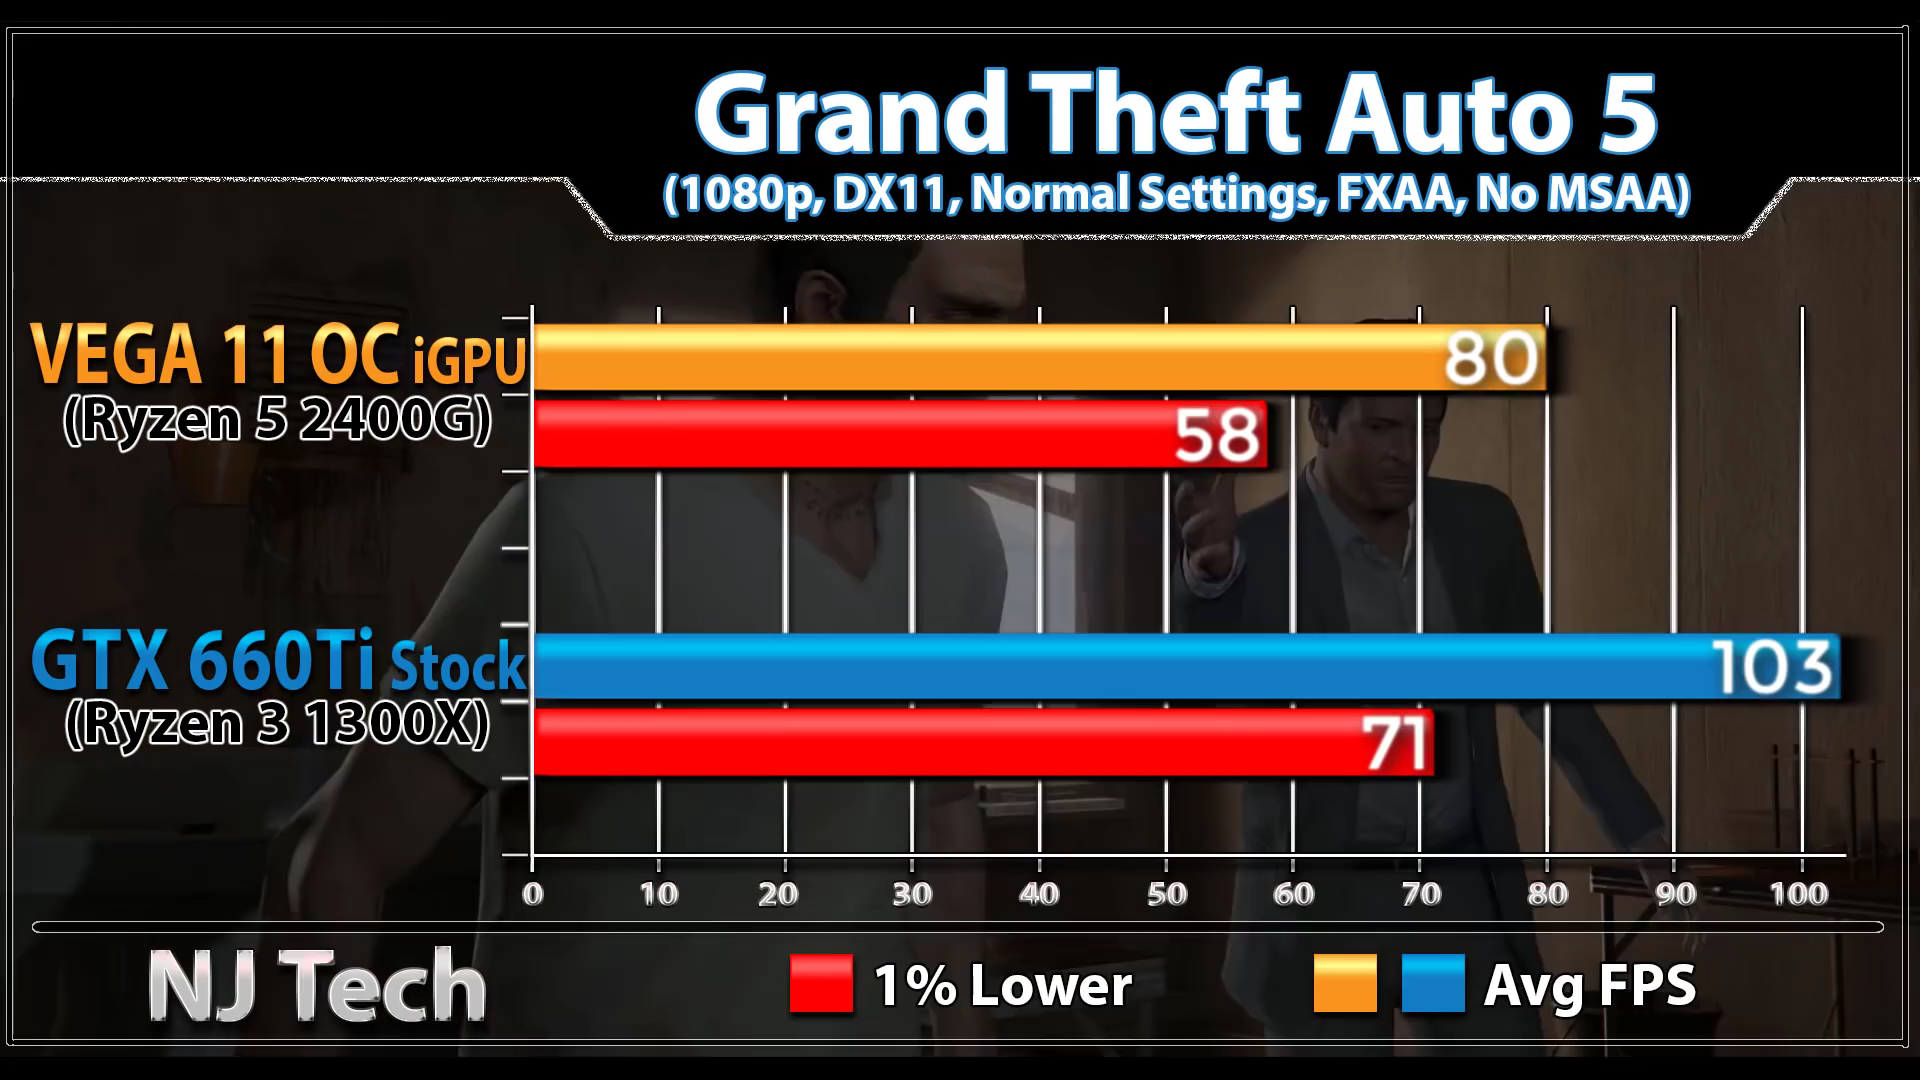 Grand Theft Auto 5
(1080p, DX11, Normal Settings, FXAA, No MSAA)
VEGA 11 OC iGPU
(Ryzen 5 2400G)
80
58
GTX 660Ti Stock
(Ryzen 3 1300X)
103
71
0 10 20 30 40 50 60 70 80 90 100
NJ Tech
1% Lower
Avg FPS